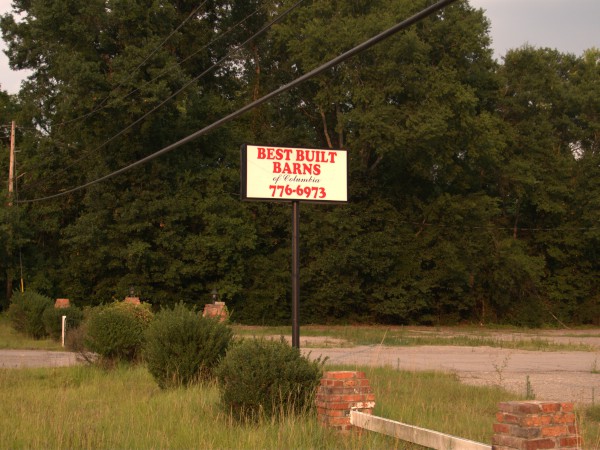 BEST BUILT
BARNS
of Columbia
776-6973